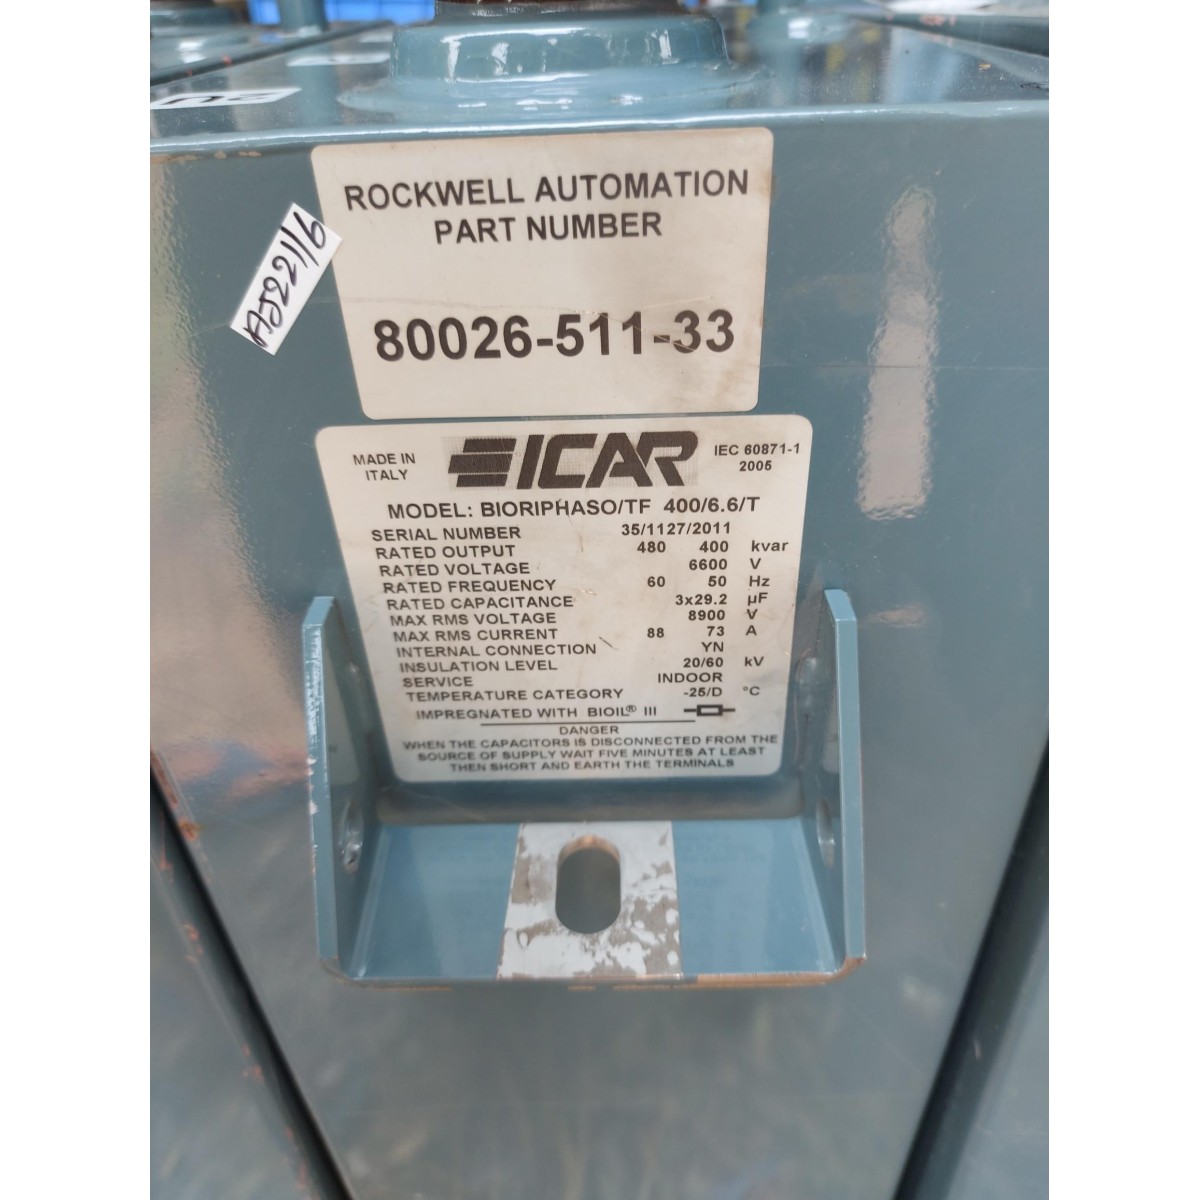 ROCKWELL AUTOMATION
PART NUMBER
80026-511-33
AJ221116
MADE IN
ITALY
ICAR
IEC 60871-1
2005
MODEL: BIORIPHASO/TF 400/6.6/T
SERIAL NUMBER 35/1127/2011
RATED OUTPUT 480 400 kvar
RATED VOLTAGE 6600 V
RATED FREQUENCY 60 50 Hz
RATED CAPACITANCE 3x29.2 µF
MAX RMS VOLTAGE 8900 V
MAX RMS CURRENT 88 73 A
INTERNAL CONNECTION YN
INSULATION LEVEL 20/60 kV
SERVICE INDOOR
TEMPERATURE CATEGORY -25/D °C
IMPREGNATED WITH BIOIL® III
DANGER
WHEN THE CAPACITORS IS DISCONNECTED FROM THE
SOURCE OF SUPPLY WAIT FIVE MINUTES AT LEAST
THEN SHORT AND EARTH THE TERMINALS